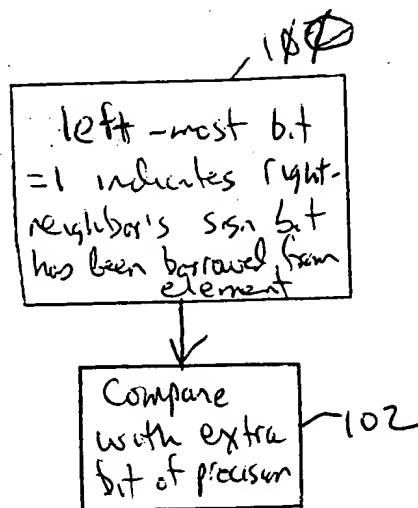 100
left-most bit
=1 indicates right-
neighbor's sign bit
has been borrowed from
element
Compare
with extra
bit of precision
102